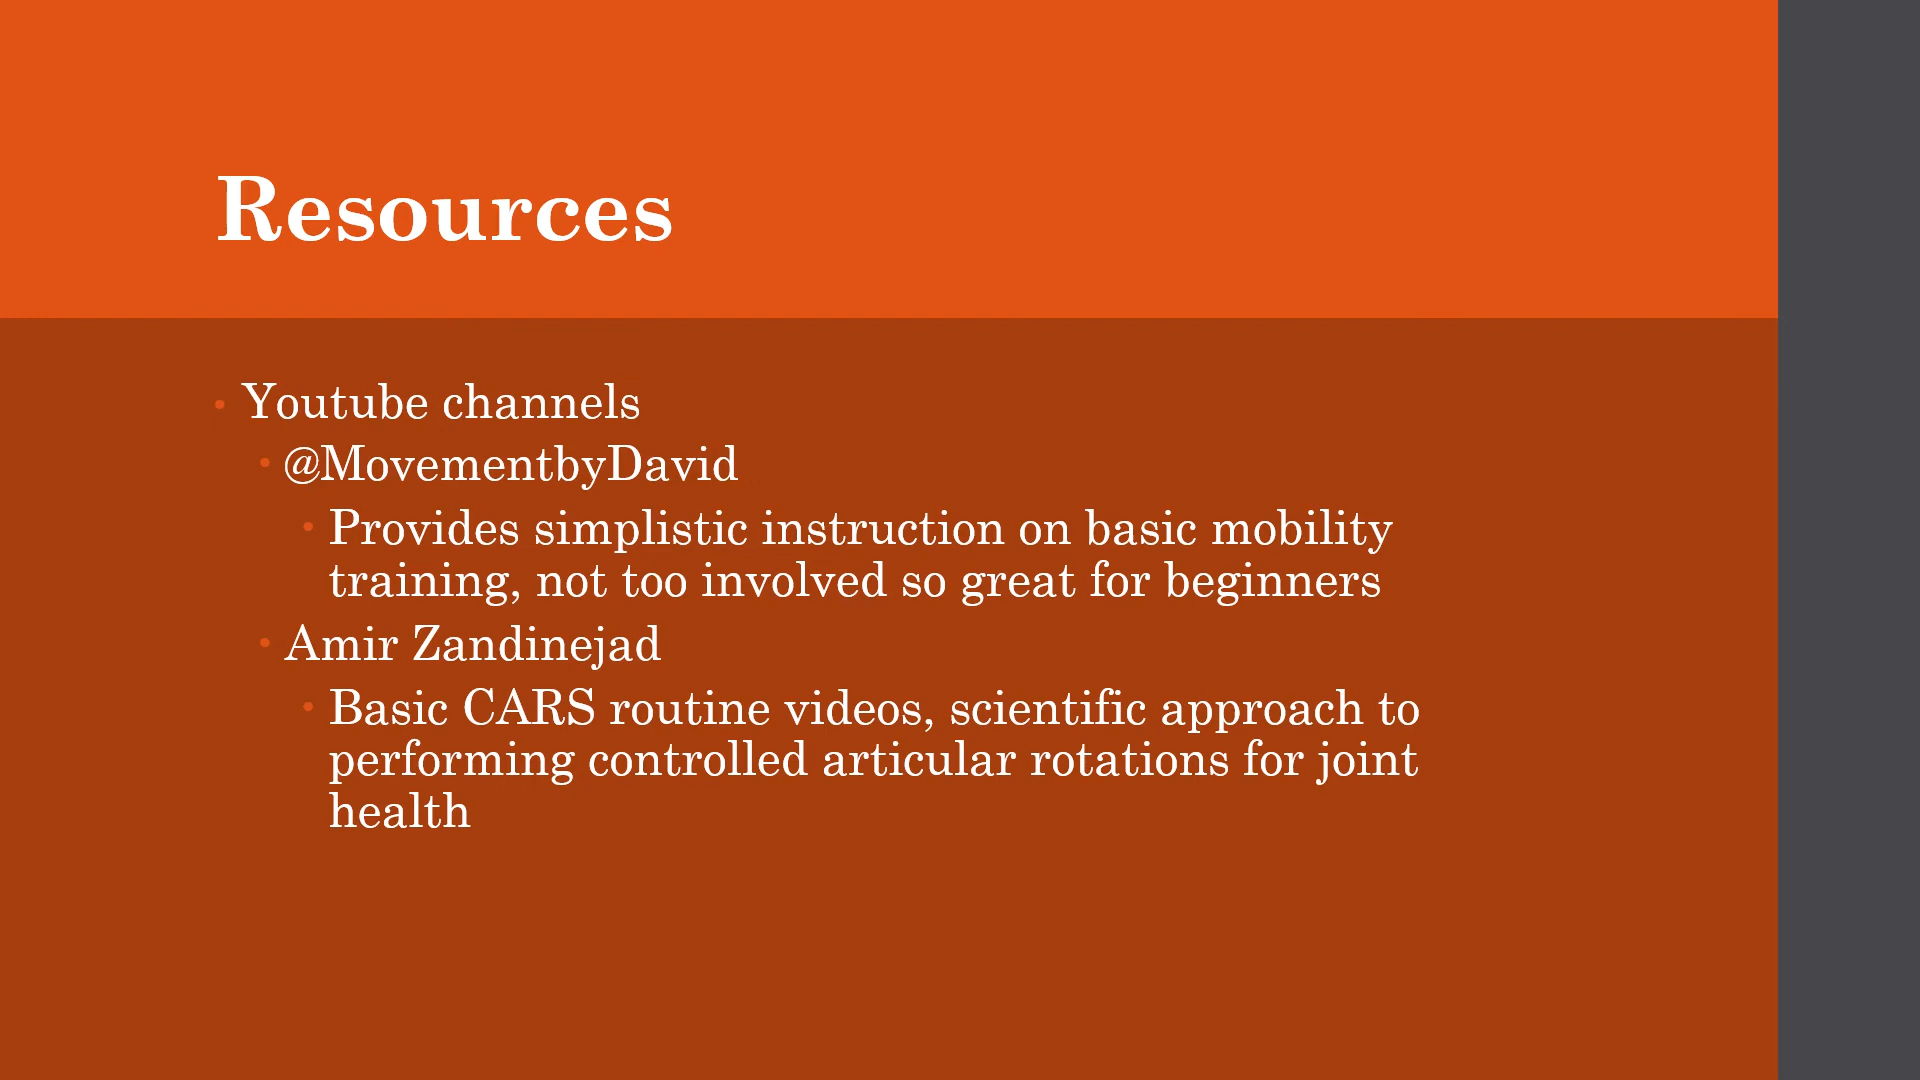 Resources
Youtube channels
@MovementbyDavid
Provides simplistic instruction on basic mobility
training, not too involved so great for beginners
Amir Zandinejad
Basic CARS routine videos, scientific approach to
performing controlled articular rotations for joint
health